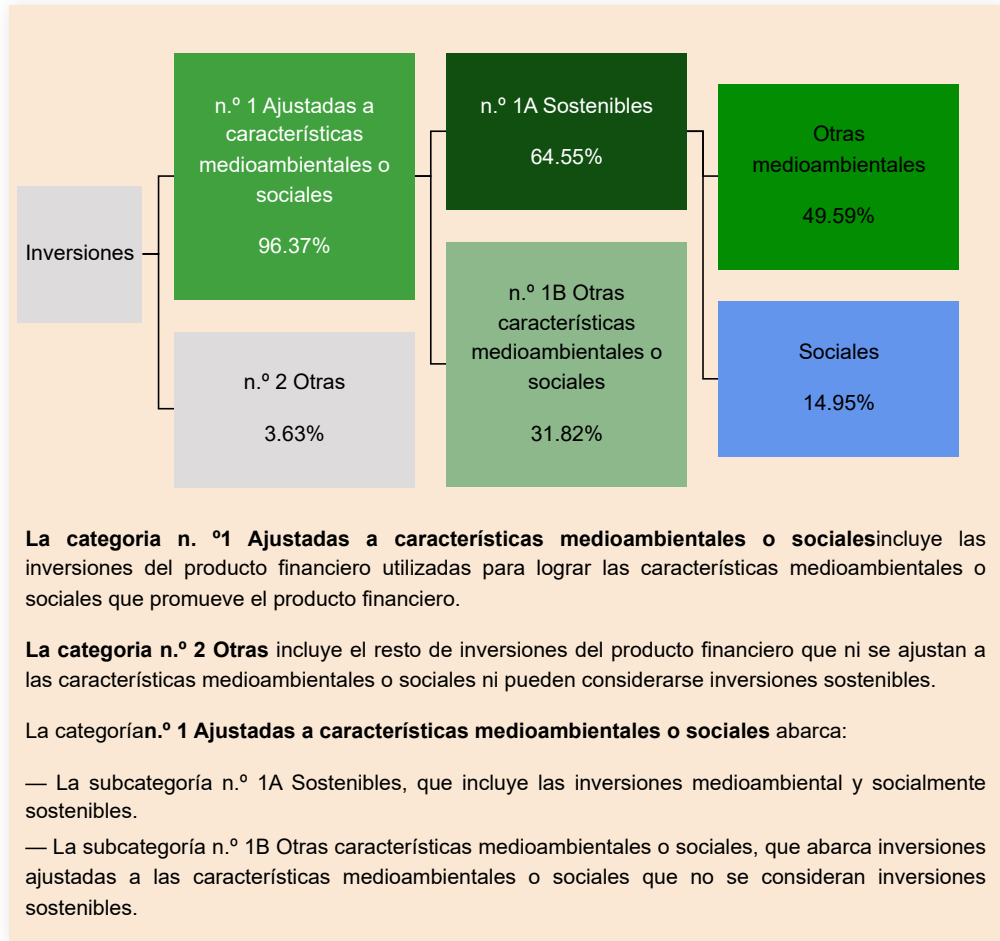 Inversiones
n.º 1 Ajustadas a
características
medioambientales o
sociales
96.37%
n.º 2 Otras
3.63%
n.º 1A Sostenibles
64.55%
n.º 1B Otras
características
medioambientales o
sociales
31.82%
Otras
medioambientales
49.59%
Sociales
14.95%
La categoria n. º1 Ajustadas a características medioambientales o socialesincluye las
inversiones del producto financiero utilizadas para lograr las características medioambientales o
sociales que promueve el producto financiero.
La categoria n.º 2 Otras incluye el resto de inversiones del producto financiero que ni se ajustan a
las características medioambientales o sociales ni pueden considerarse inversiones sostenibles.
La categorían.º 1 Ajustadas a características medioambientales o sociales abarca:
— La subcategoría n.º 1A Sostenibles, que incluye las inversiones medioambiental y socialmente
sostenibles.
— La subcategoría n.º 1B Otras características medioambientales o sociales, que abarca inversiones
ajustadas a las características medioambientales o sociales que no se consideran inversiones
sostenibles.